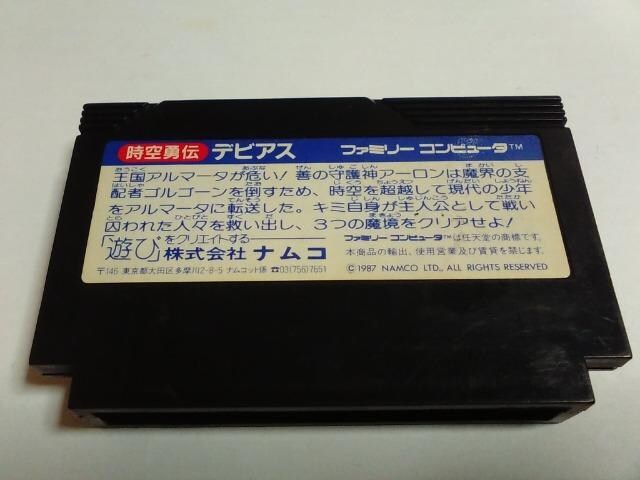 時空勇伝 デビアス ファミリー コンピュータ™
王国アルマータが危い!善の守護神アーロンは魔界の支
配者ゴルゴーンを倒すため、時空を超越して現代の少年
をアルマータに転送した。キミ自身が主人公として戦い
囚われた人々を救い出し、3つの魔境をクリアせよ!
「遊び」をクリエイトする 株式会社 ナムコ
ファミリー コンピュータ™は任天堂の商標です。
本商品の輸出、使用営業及び賃貸を禁じます。
〒146 東京都大田区多摩川2-8-5 ナムコット係 ☎03(756)7651
©1987 NAMCO LTD., ALL RIGHTS RESERVED